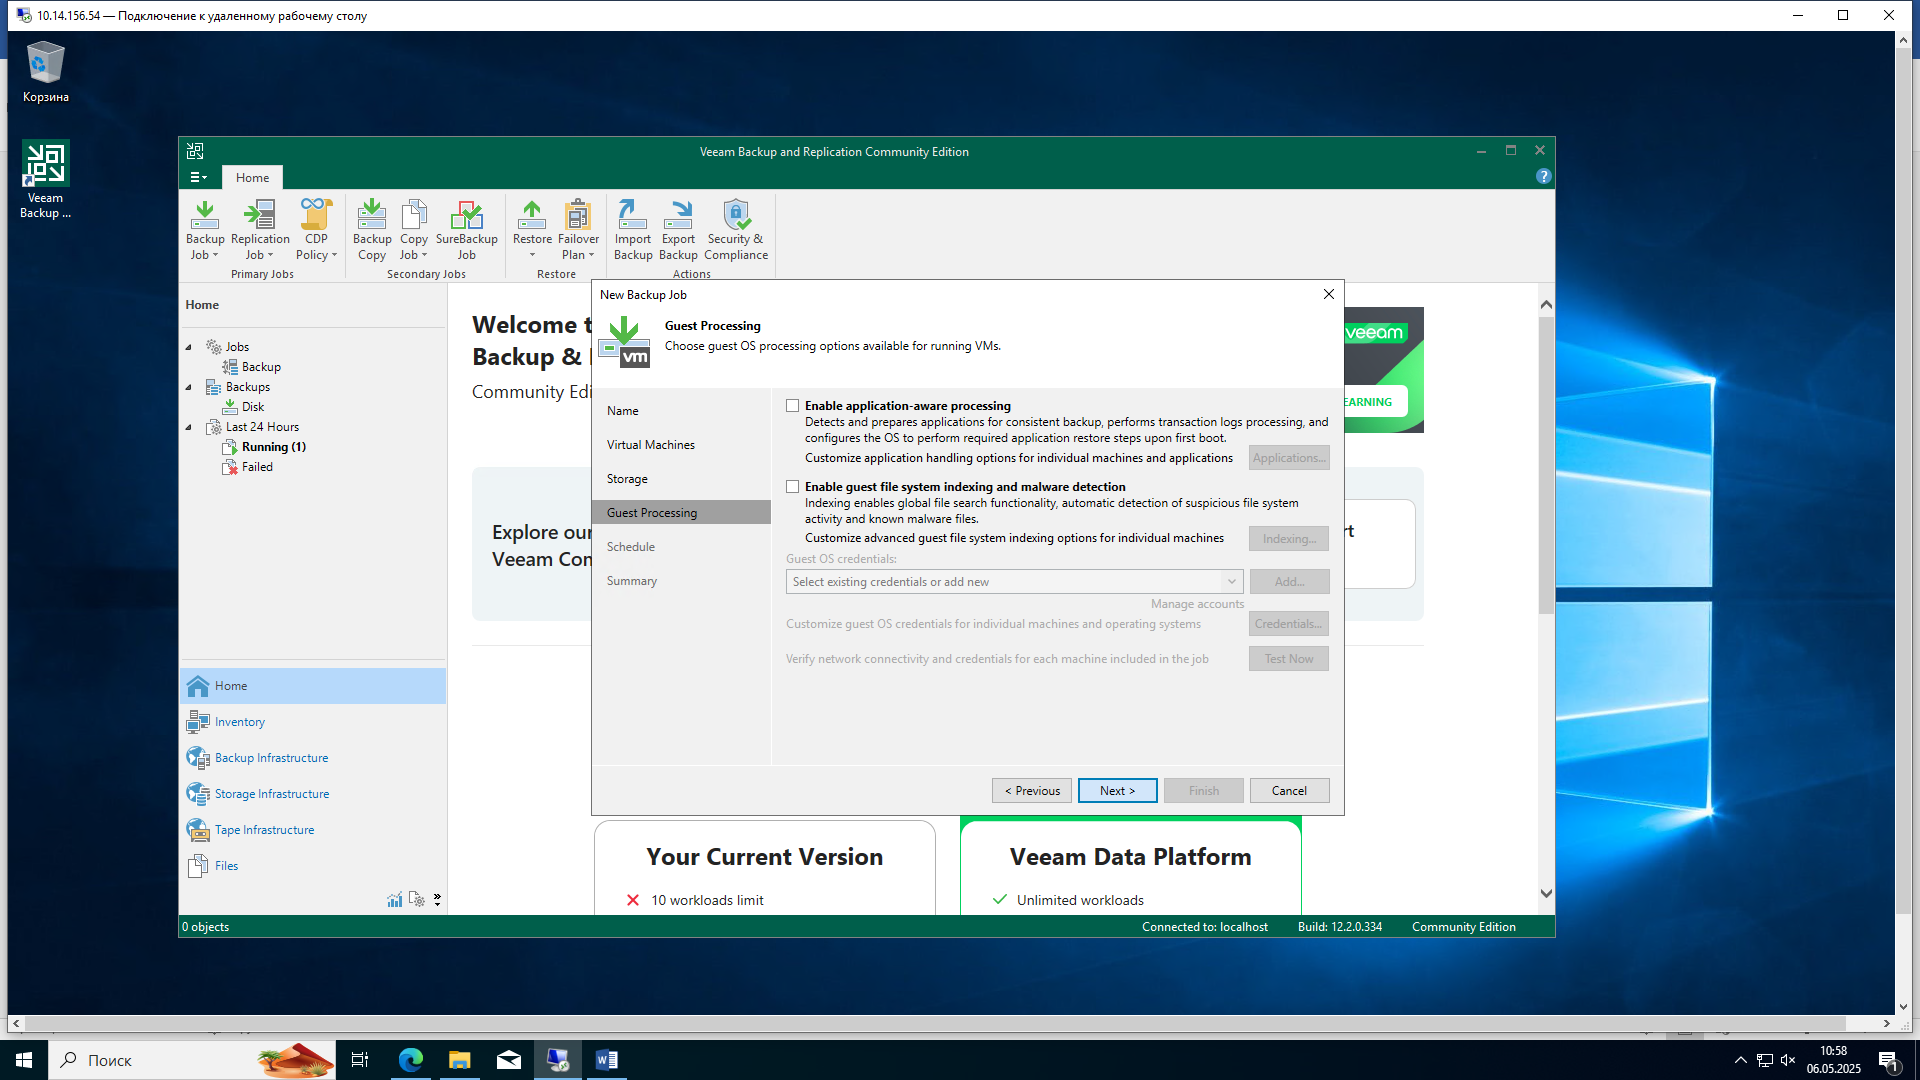 10.14.156.54 — Подключение к удаленному рабочему столу
Корзина
Veeam
Backup ...
Veeam Backup and Replication Community Edition
Home
Backup
Job
Replication
Job
CDP
Policy
Primary Jobs
Backup
Copy
Copy
Job
SureBackup
Job
Secondary Jobs
Restore
Failover
Plan
Restore
Import
Backup
Export
Backup
Security &
Compliance
Actions
Home
Jobs
Backup
Backups
Disk
Last 24 Hours
Running (1)
Failed
Home
Inventory
Backup Infrastructure
Storage Infrastructure
Tape Infrastructure
Files
Welcome t
Backup &
Community Edi
veeam
EARNING
Explore our
Veeam Con
rt
New Backup Job
vm
Guest Processing
Choose guest OS processing options available for running VMs.
Name
Virtual Machines
Storage
Guest Processing
Schedule
Summary
Enable application-aware processing
Detects and prepares applications for consistent backup, performs transaction logs processing, and
configures the OS to perform required application restore steps upon first boot.
Customize application handling options for individual machines and applications
Applications...
Enable guest file system indexing and malware detection
Indexing enables global file search functionality, automatic detection of suspicious file system
activity and known malware files.
Customize advanced guest file system indexing options for individual machines
Indexing...
Guest OS credentials:
Select existing credentials or add new
Add...
Manage accounts
Customize guest OS credentials for individual machines and operating systems
Credentials...
Verify network connectivity and credentials for each machine included in the job
Test Now
< Previous
Next >
Finish
Cancel
Your Current Version
10 workloads limit
Veeam Data Platform
Unlimited workloads
0 objects
Connected to: localhost
Build: 12.2.0.334
Community Edition
Поиск
10:58
06.05.2025
1